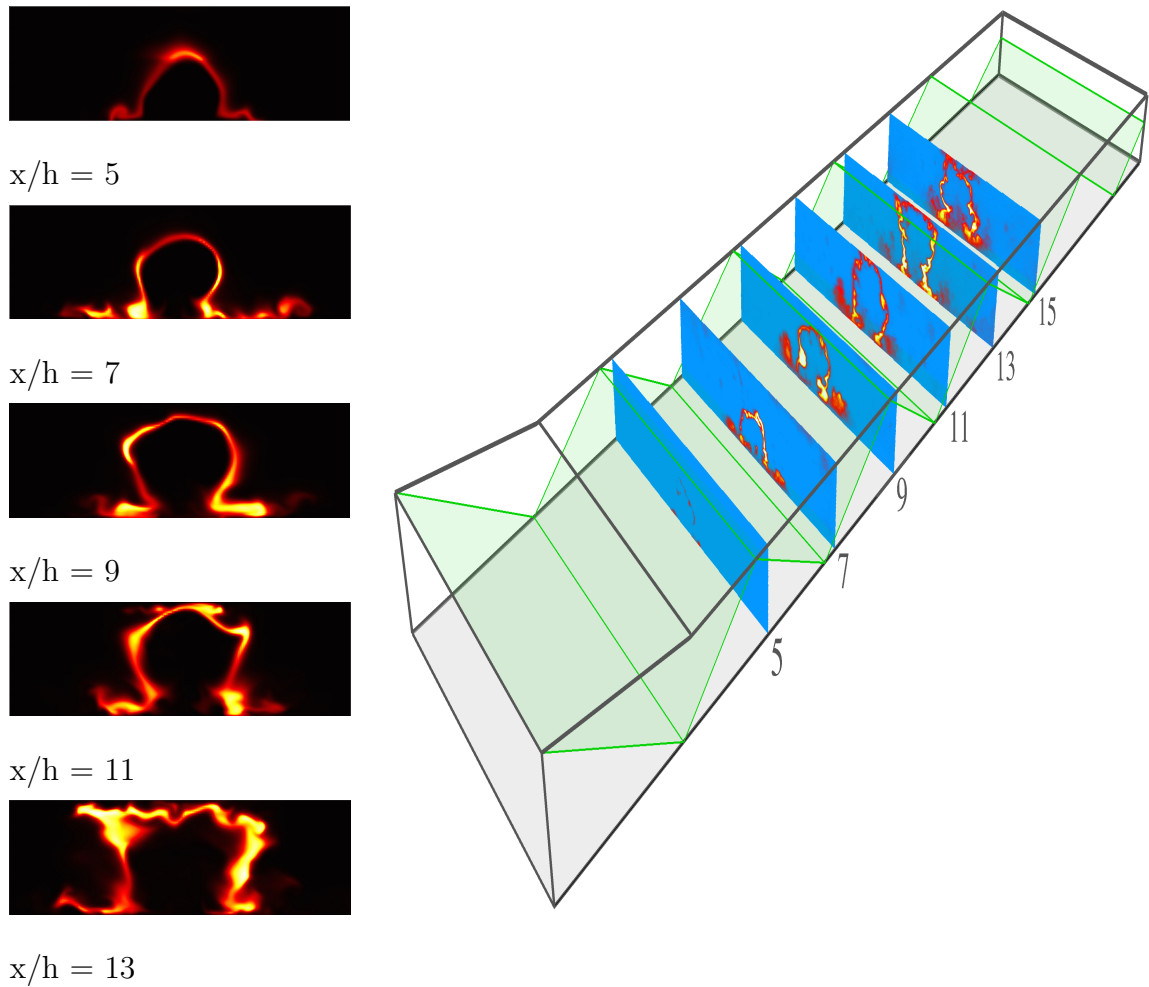 x/h = 5
x/h = 7
x/h = 9
x/h = 11
x/h = 13
15
13
11
9
7
5